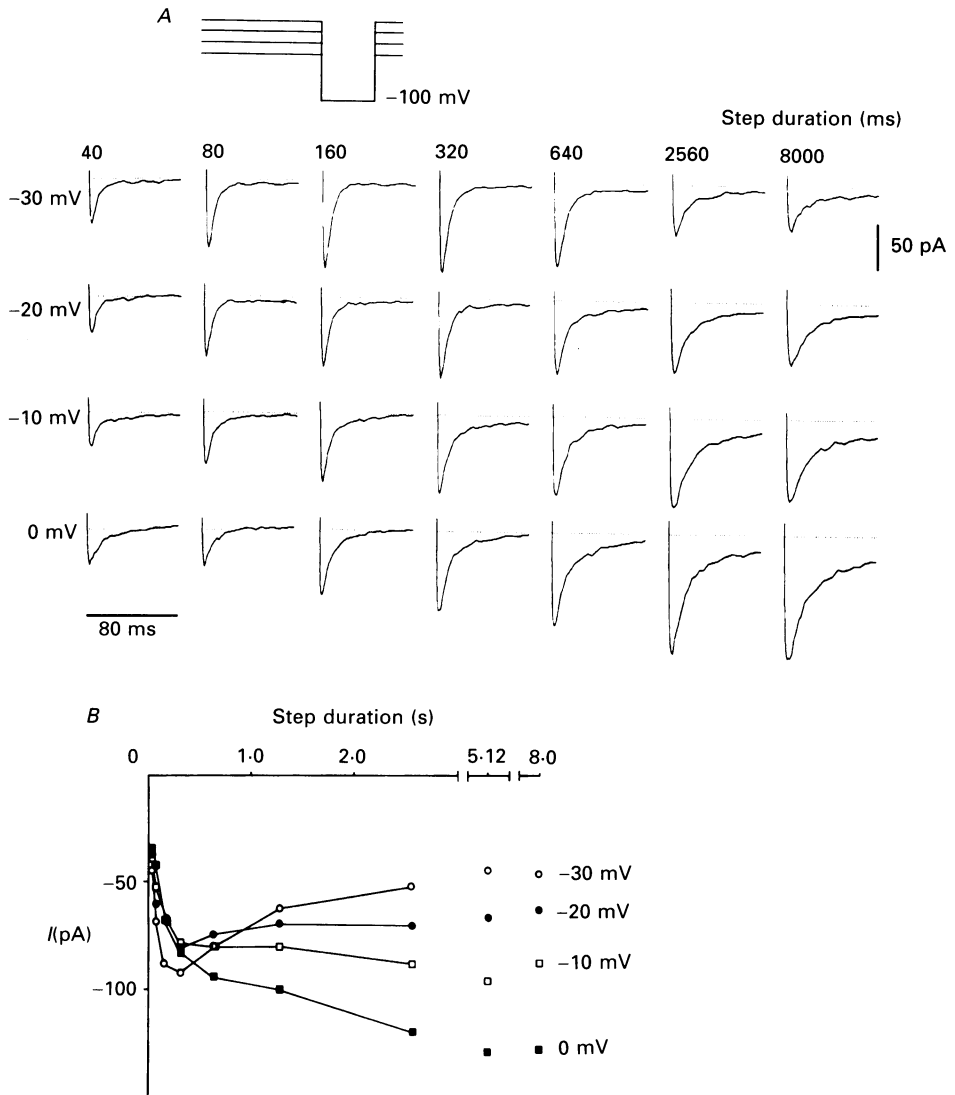 A
−100 mV
Step duration (ms)
40 80 160 320 640 2560 8000
−30 mV
50 pA
−20 mV
−10 mV
0 mV
80 ms
B Step duration (s)
0 1·0 2·0 5·12 8·0
−50
I(pA)
−100
−30 mV
−20 mV
−10 mV
0 mV